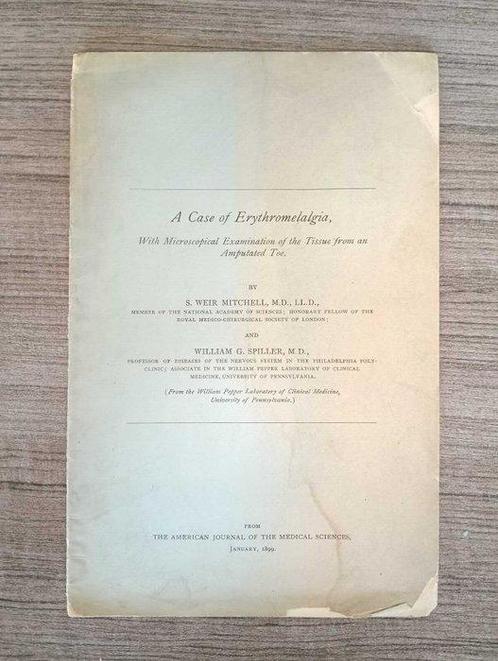 A Case of Erythromelalgia,
With Microscopical Examination of the Tissue from an
Amputated Toe.
BY
S. WEIR MITCHELL, M.D., LL.D.,
MEMBER OF THE NATIONAL ACADEMY OF SCIENCES; HONORARY FELLOW OF THE
ROYAL MEDICO-CHIRURGICAL SOCIETY OF LONDON;
AND
WILLIAM G. SPILLER, M.D.,
PROFESSOR OF DISEASES OF THE NERVOUS SYSTEM IN THE PHILADELPHIA POLY-
CLINIC; ASSOCIATE IN THE WILLIAM PEPPER LABORATORY OF CLINICAL
MEDICINE, UNIVERSITY OF PENNSYLVANIA.
(From the William Pepper Laboratory of Clinical Medicine,
University of Pennsylvania.)
FROM
THE AMERICAN JOURNAL OF THE MEDICAL SCIENCES,
JANUARY, 1899.